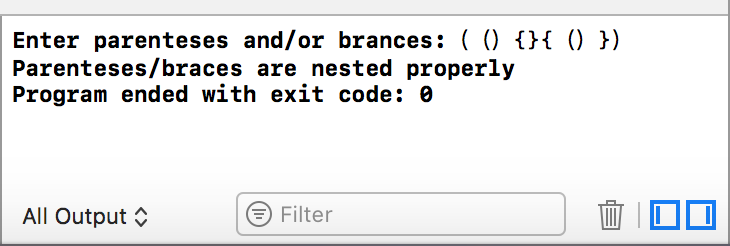 Enter parenteses and/or brances: ( () {}{ () })
Parenteses/braces are nested properly
Program ended with exit code: 0
All Output
Filter